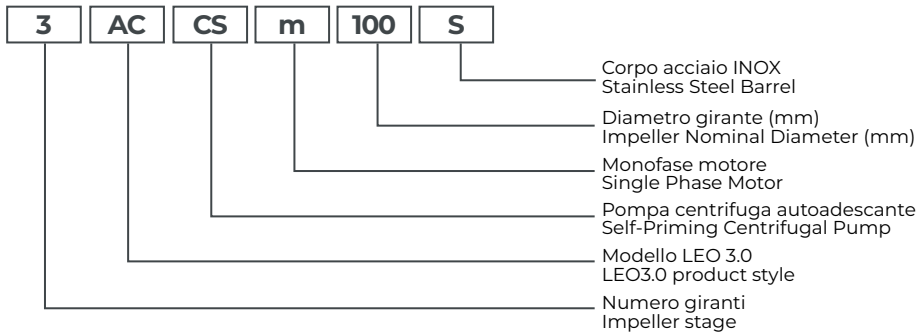 3 AC CS m 100 S
Corpo acciaio INOX
Stainless Steel Barrel
Diametro girante (mm)
Impeller Nominal Diameter (mm)
Monofase motore
Single Phase Motor
Pompa centrifuga autoadescante
Self-Priming Centrifugal Pump
Modello LEO 3.0
LEO3.0 product style
Numero giranti
Impeller stage